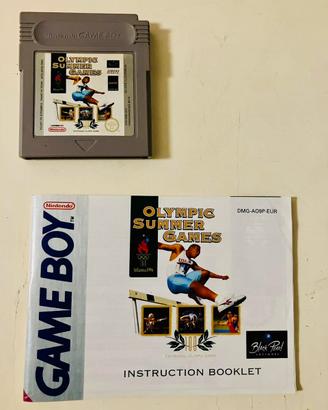 Nintendo GAME BOY
OLYMPIC
SUMMER
GAMES
Nintendo
GAME BOY
OLYMPIC
SUMMER
GAMES
DMG-AO9P-EUR
Atlanta 1996
Black Pearl
SOFTWARE
INSTRUCTION BOOKLET